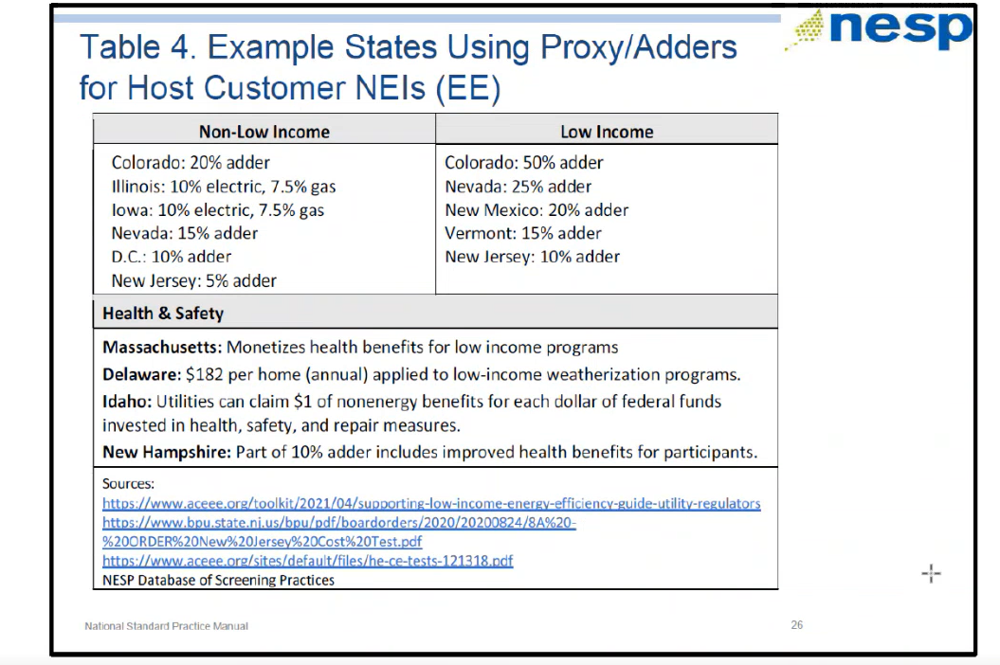 nesp
Table 4. Example States Using Proxy/Adders
for Host Customer NEIs (EE)
Non-Low Income
Colorado: 20% adder
Illinois: 10% electric, 7.5% gas
Iowa: 10% electric, 7.5% gas
Nevada: 15% adder
D.C.: 10% adder
New Jersey: 5% adder
Low Income
Colorado: 50% adder
Nevada: 25% adder
New Mexico: 20% adder
Vermont: 15% adder
New Jersey: 10% adder
Health & Safety
Massachusetts: Monetizes health benefits for low income programs
Delaware: $182 per home (annual) applied to low-income weatherization programs.
Idaho: Utilities can claim $1 of nonenergy benefits for each dollar of federal funds
invested in health, safety, and repair measures.
New Hampshire: Part of 10% adder includes improved health benefits for participants.
Sources:
https://www.aceee.org/toolkit/2021/04/supporting-low-income-energy-efficiency-guide-utility-regulators
https://www.bpu.state.nj.us/bpu/pdf/boardorders/2020/20200824/8A%20-
%20ORDER%20New%20Jersey%20Cost%20Test.pdf
https://www.aceee.org/sites/default/files/he-ce-tests-121318.pdf
NESP Database of Screening Practices
National Standard Practice Manual
26